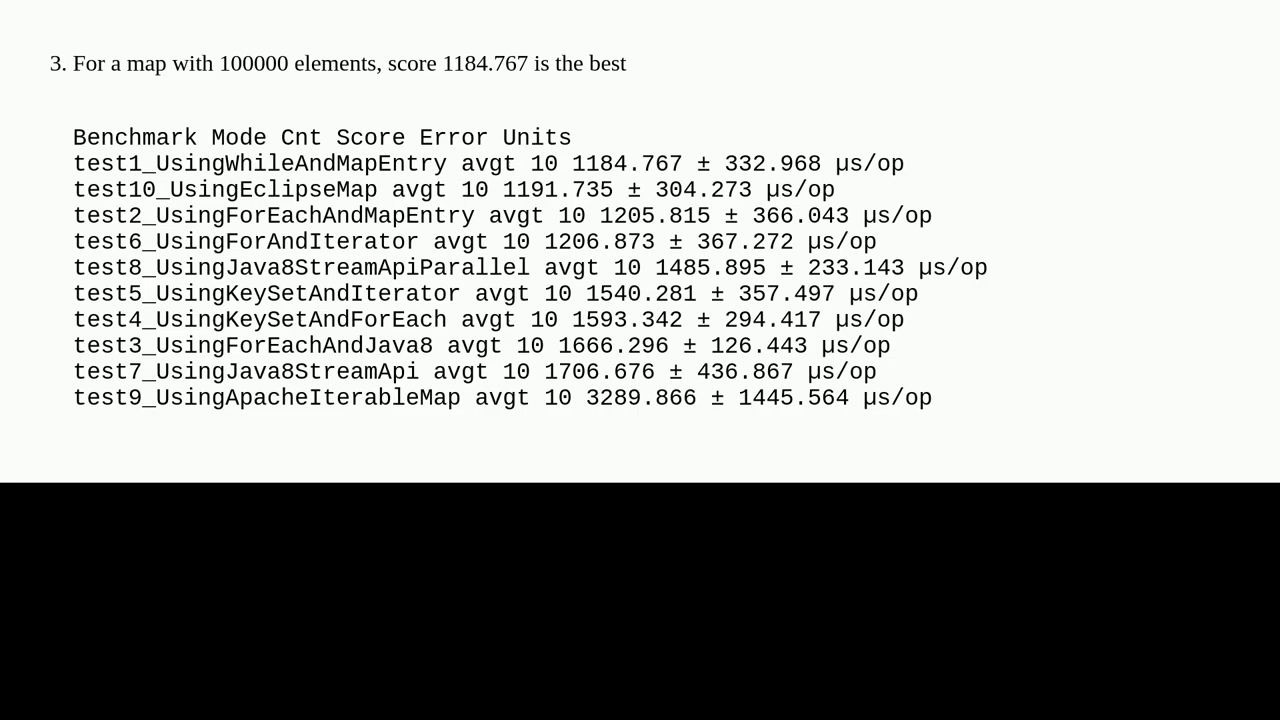 3. For a map with 100000 elements, score 1184.767 is the best
Benchmark Mode Cnt Score Error Units
test1_UsingWhileAndMapEntry avgt 10 1184.767 ± 332.968 µs/op
test10_UsingEclipseMap avgt 10 1191.735 ± 304.273 µs/op
test2_UsingForEachAndMapEntry avgt 10 1205.815 ± 366.043 µs/op
test6_UsingForAndIterator avgt 10 1206.873 ± 367.272 µs/op
test8_UsingJava8StreamApiParallel avgt 10 1485.895 ± 233.143 µs/op
test5_UsingKeySetAndIterator avgt 10 1540.281 ± 357.497 µs/op
test4_UsingKeySetAndForEach avgt 10 1593.342 ± 294.417 µs/op
test3_UsingForEachAndJava8 avgt 10 1666.296 ± 126.443 µs/op
test7_UsingJava8StreamApi avgt 10 1706.676 ± 436.867 µs/op
test9_UsingApacheIterableMap avgt 10 3289.866 ± 1445.564 µs/op